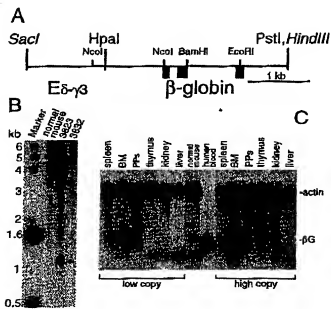 A
SacI HpaI PstI, HindIII
NcoI NcoI BamHI EcoRI
Eδ-γ3 β-globin 1 kb
B
kb Marker normal mouse 3823 3832
6
5
4
3
2
1.6
1
0.5
C
spleen BM PPs thymus kidney liver normal mouse human blood spleen BM PPs thymus kidney liver
-actin
-βG
low copy high copy